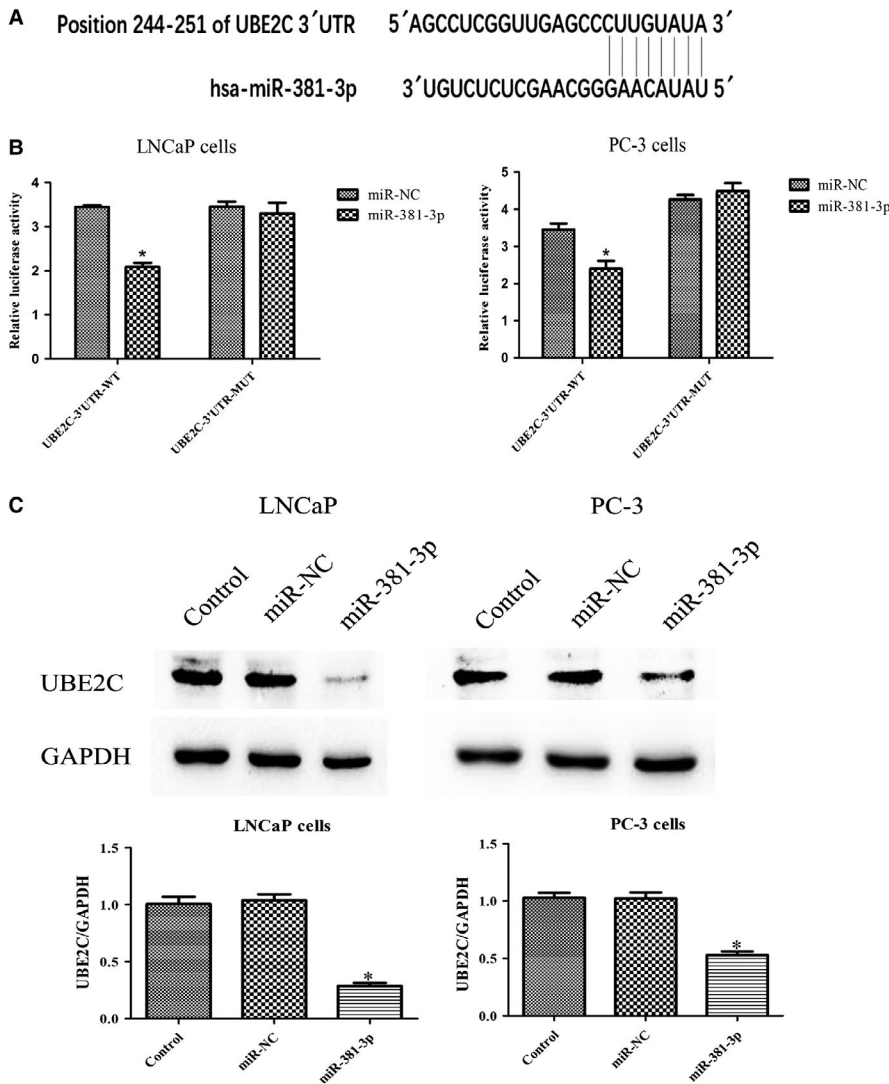 A
Position 244-251 of UBE2C 3´UTR 5´AGCCUCGGUUGAGCCCUUGUAUA 3´
hsa-miR-381-3p 3´UGUCUCUCGAACGGGAACAUAU 5´
B
LNCaP cells
Relative luciferase activity
4
3
2
1
0
*
UBE2C-3'UTR-WT
UBE2C-3'UTR-MUT
miR-NC
miR-381-3p
PC-3 cells
Relative luciferase activity
5
4
3
2
1
0
*
UBE2C-3'UTR-WT
UBE2C-3'UTR-MUT
miR-NC
miR-381-3p
C
LNCaP PC-3
Control miR-NC miR-381-3p Control miR-NC miR-381-3p
UBE2C
GAPDH
LNCaP cells
UBE2C/GAPDH
1.5
1.0
0.5
0.0
*
Control miR-NC miR-381-3p
PC-3 cells
UBE2C/GAPDH
1.5
1.0
0.5
0.0
*
Control miR-NC miR-381-3p